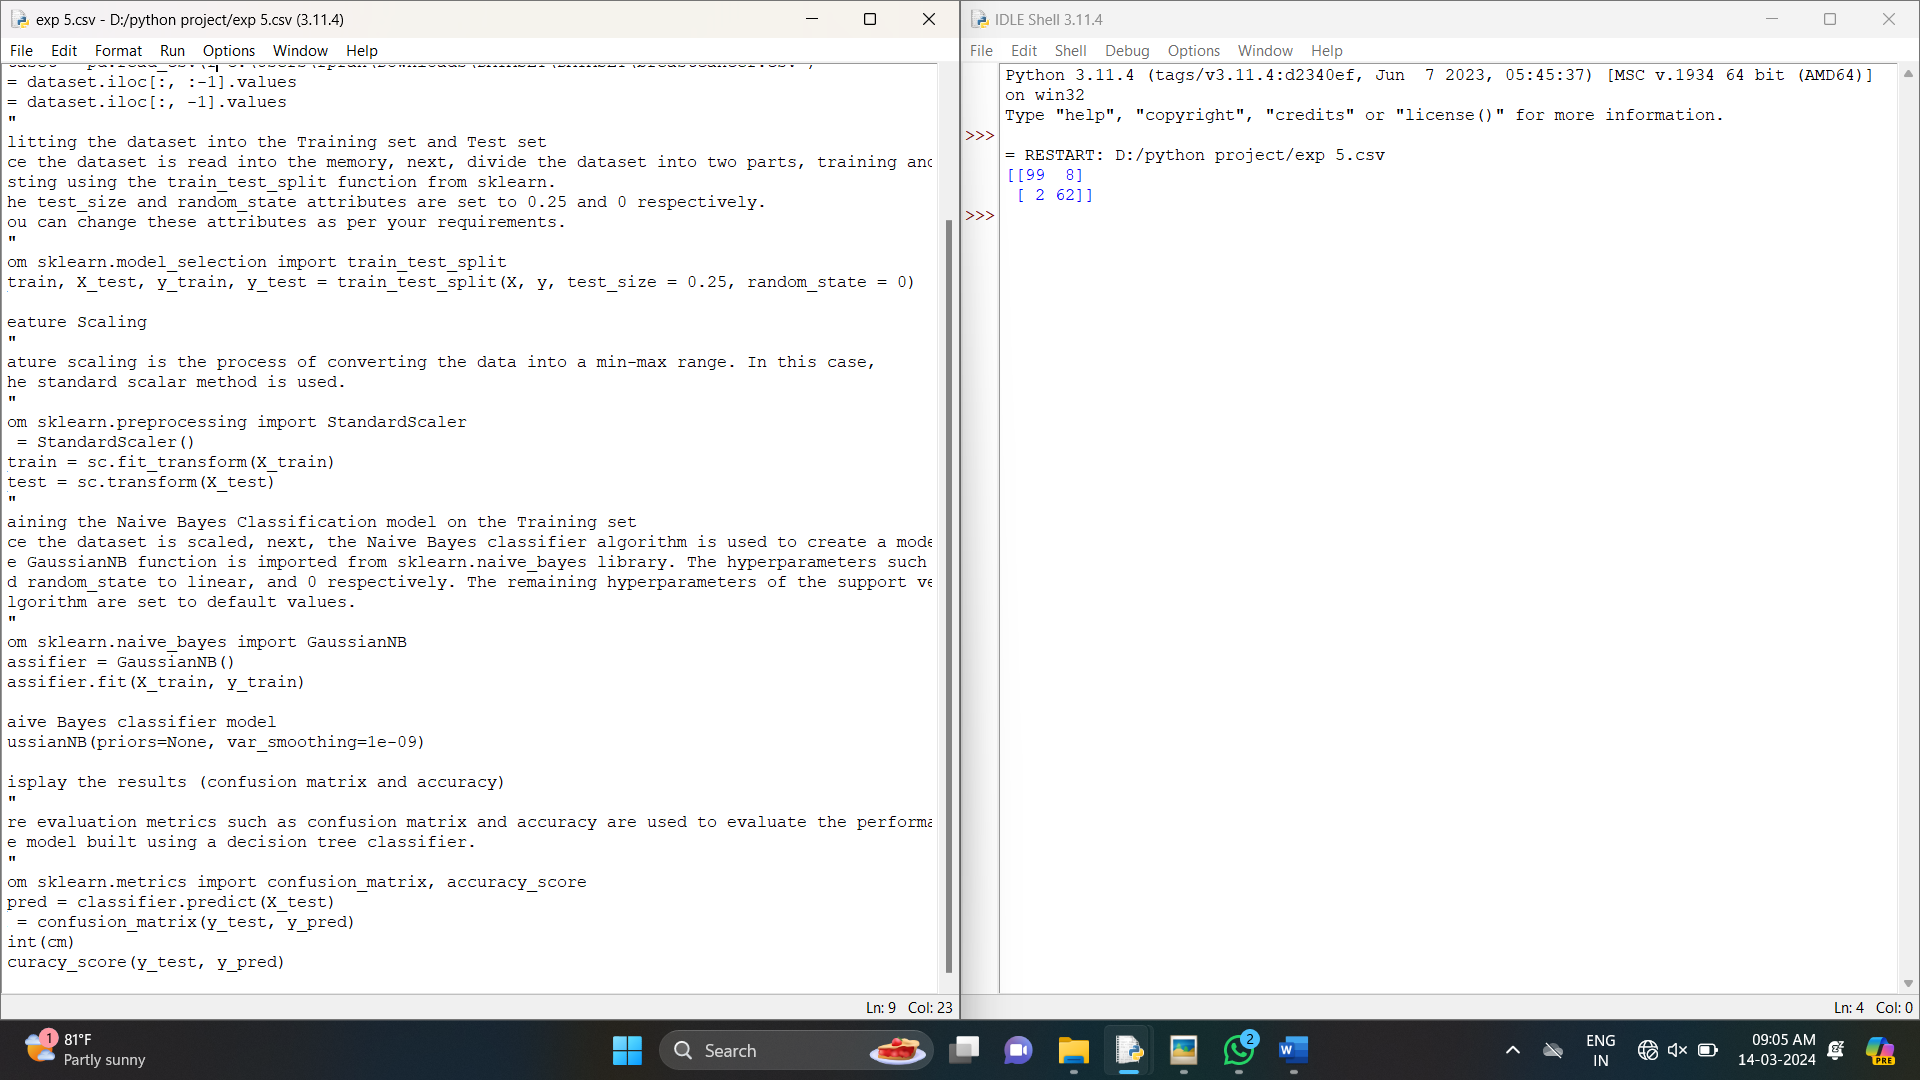 exp 5.csv - D:/python project/exp 5.csv (3.11.4)
File Edit Format Run Options Window Help
= dataset.iloc[:, :-1].values
= dataset.iloc[:, -1].values
"
litting the dataset into the Training set and Test set
ce the dataset is read into the memory, next, divide the dataset into two parts, training and
sting using the train_test_split function from sklearn.
he test_size and random_state attributes are set to 0.25 and 0 respectively.
ou can change these attributes as per your requirements.
"
om sklearn.model_selection import train_test_split
train, X_test, y_train, y_test = train_test_split(X, y, test_size = 0.25, random_state = 0)
eature Scaling
"
ature scaling is the process of converting the data into a min-max range. In this case,
he standard scalar method is used.
"
om sklearn.preprocessing import StandardScaler
= StandardScaler()
train = sc.fit_transform(X_train)
test = sc.transform(X_test)
"
aining the Naive Bayes Classification model on the Training set
ce the dataset is scaled, next, the Naive Bayes classifier algorithm is used to create a mode
e GaussianNB function is imported from sklearn.naive_bayes library. The hyperparameters such
d random_state to linear, and 0 respectively. The remaining hyperparameters of the support ve
lgorithm are set to default values.
"
om sklearn.naive_bayes import GaussianNB
assifier = GaussianNB()
assifier.fit(X_train, y_train)
aive Bayes classifier model
ussianNB(priors=None, var_smoothing=1e-09)
isplay the results (confusion matrix and accuracy)
"
re evaluation metrics such as confusion matrix and accuracy are used to evaluate the performa
e model built using a decision tree classifier.
"
om sklearn.metrics import confusion_matrix, accuracy_score
pred = classifier.predict(X_test)
= confusion_matrix(y_test, y_pred)
int(cm)
curacy_score(y_test, y_pred)
Ln: 9 Col: 23
IDLE Shell 3.11.4
File Edit Shell Debug Options Window Help
Python 3.11.4 (tags/v3.11.4:d2340ef, Jun  7 2023, 05:45:37) [MSC v.1934 64 bit (AMD64)]
on win32
Type "help", "copyright", "credits" or "license()" for more information.
>>>
= RESTART: D:/python project/exp 5.csv
[[99  8]
[ 2 62]]
>>>
Ln: 4 Col: 0
1
81°F
Partly sunny
Search
2
W
ENG
IN
09:05 AM
14-03-2024
PRE